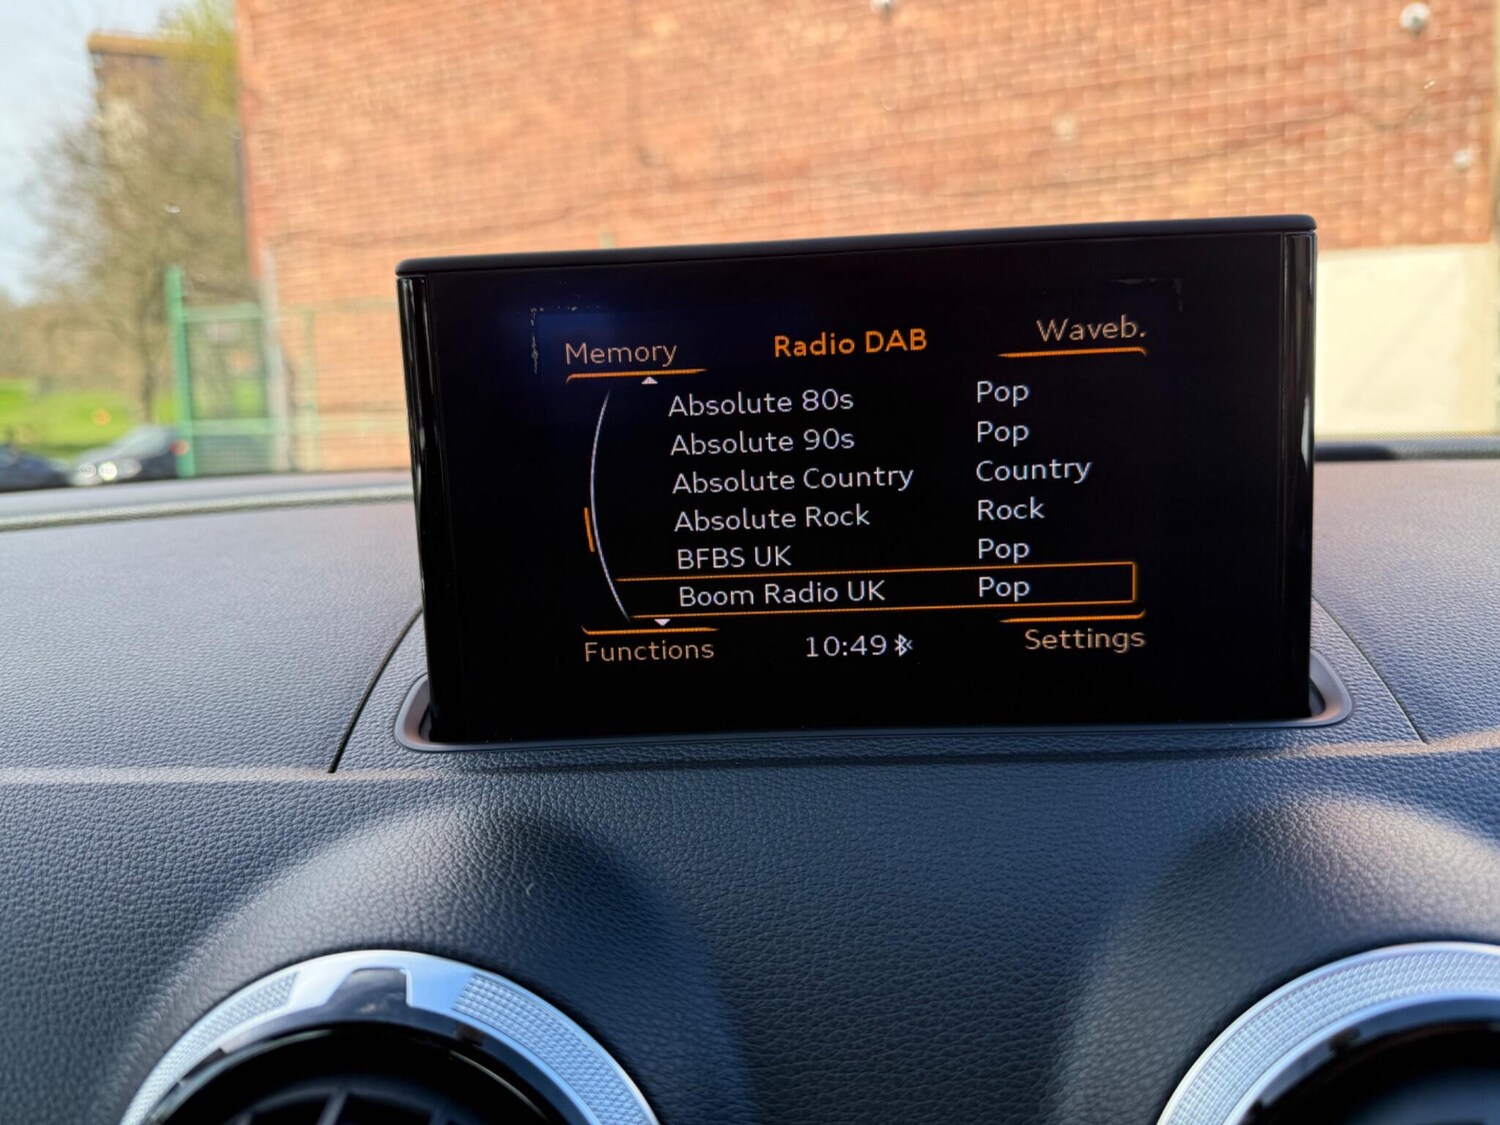 Memory Radio DAB Waveb.
Absolute 80s Pop
Absolute 90s Pop
Absolute Country Country
Absolute Rock Rock
BFBS UK Pop
Boom Radio UK Pop
Functions 10:49 Settings